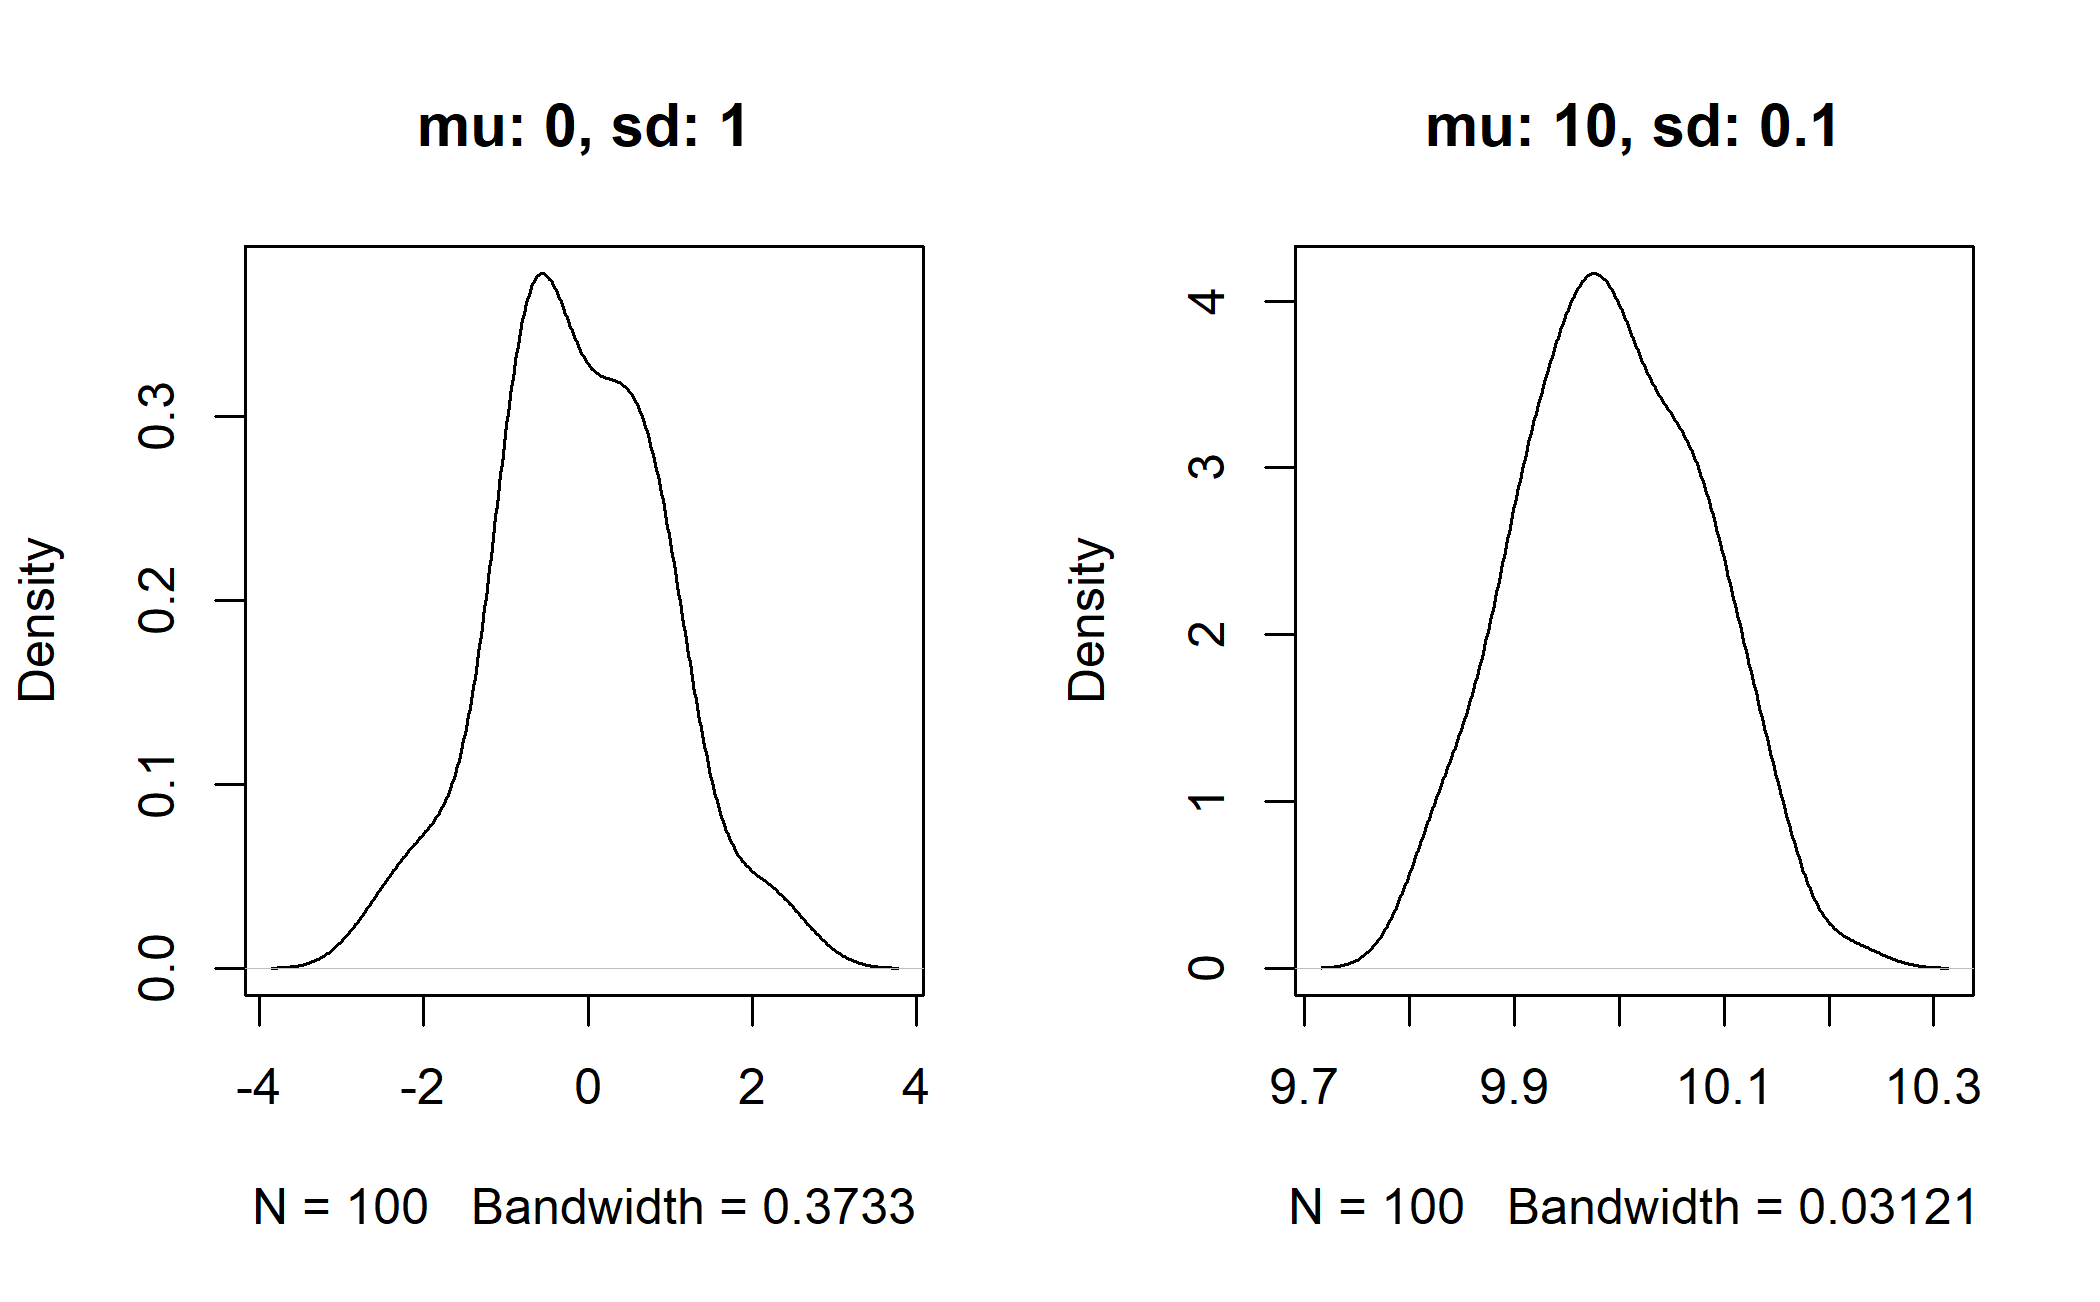 mu: 0, sd: 1
Density
0.0 0.1 0.2 0.3
-4 -2 0 2 4
N = 100 Bandwidth = 0.3733
mu: 10, sd: 0.1
Density
0 1 2 3 4
9.7 9.9 10.1 10.3
N = 100 Bandwidth = 0.03121